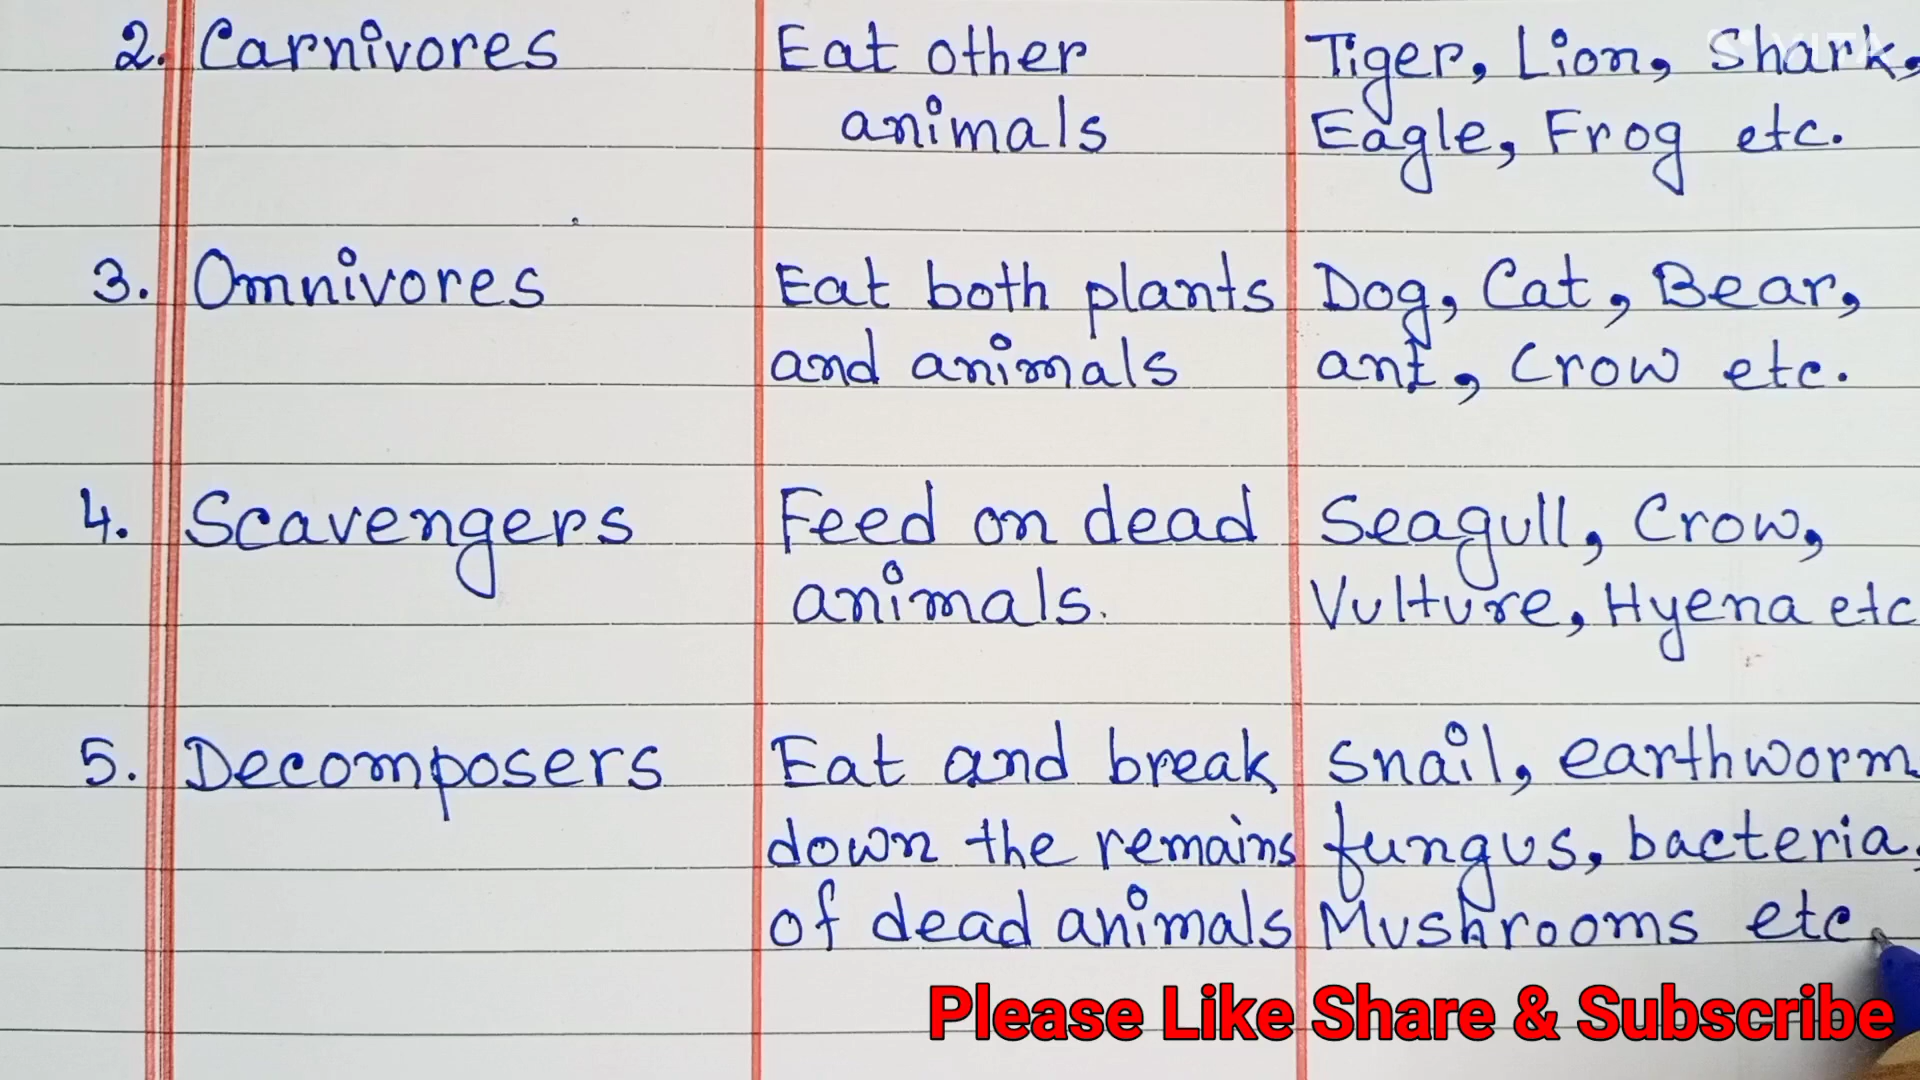 2. Carnivores Eat other Tiger, Lion, Shark,
animals Eagle, Frog etc.
3. Omnivores Eat both plants Dog, Cat, Bear,
and animals ant, Crow etc.
4. Scavengers Feed on dead Seagull, Crow,
animals. Vulture, Hyena etc
5. Decomposers Eat and break Snail, earthworm
down the remains fungus, bacteria,
of dead animals Mushrooms etc.
Please Like Share & Subscribe
VITA